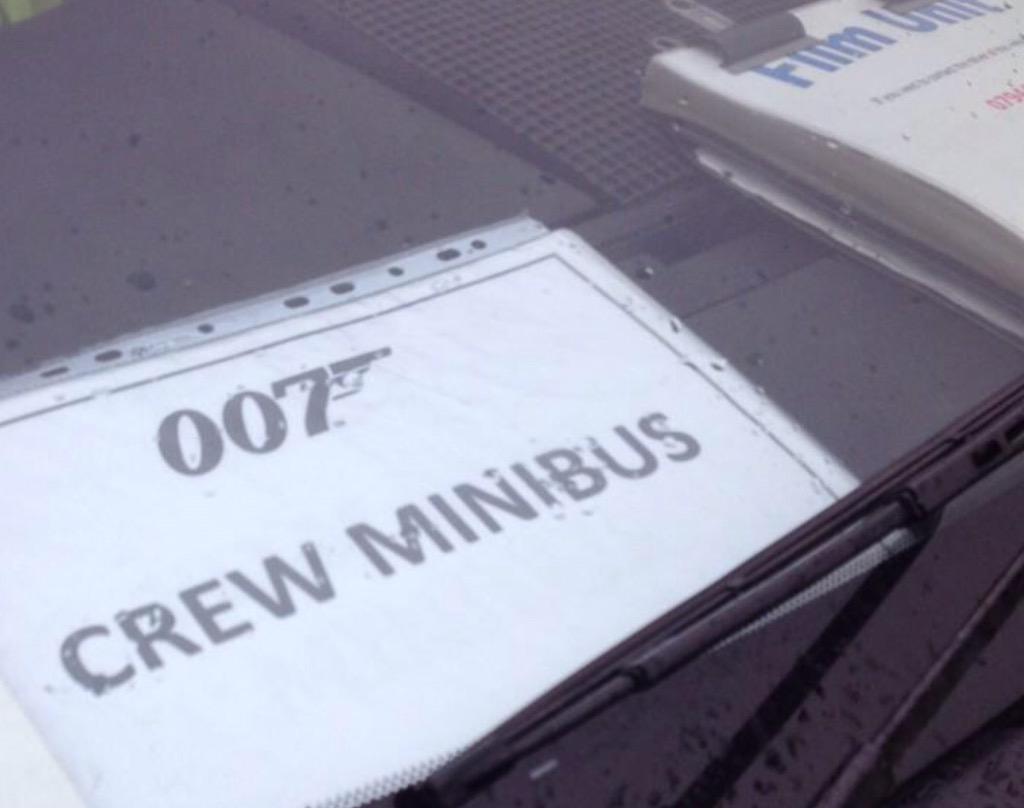 Film Unit
007
CREW MINIBUS